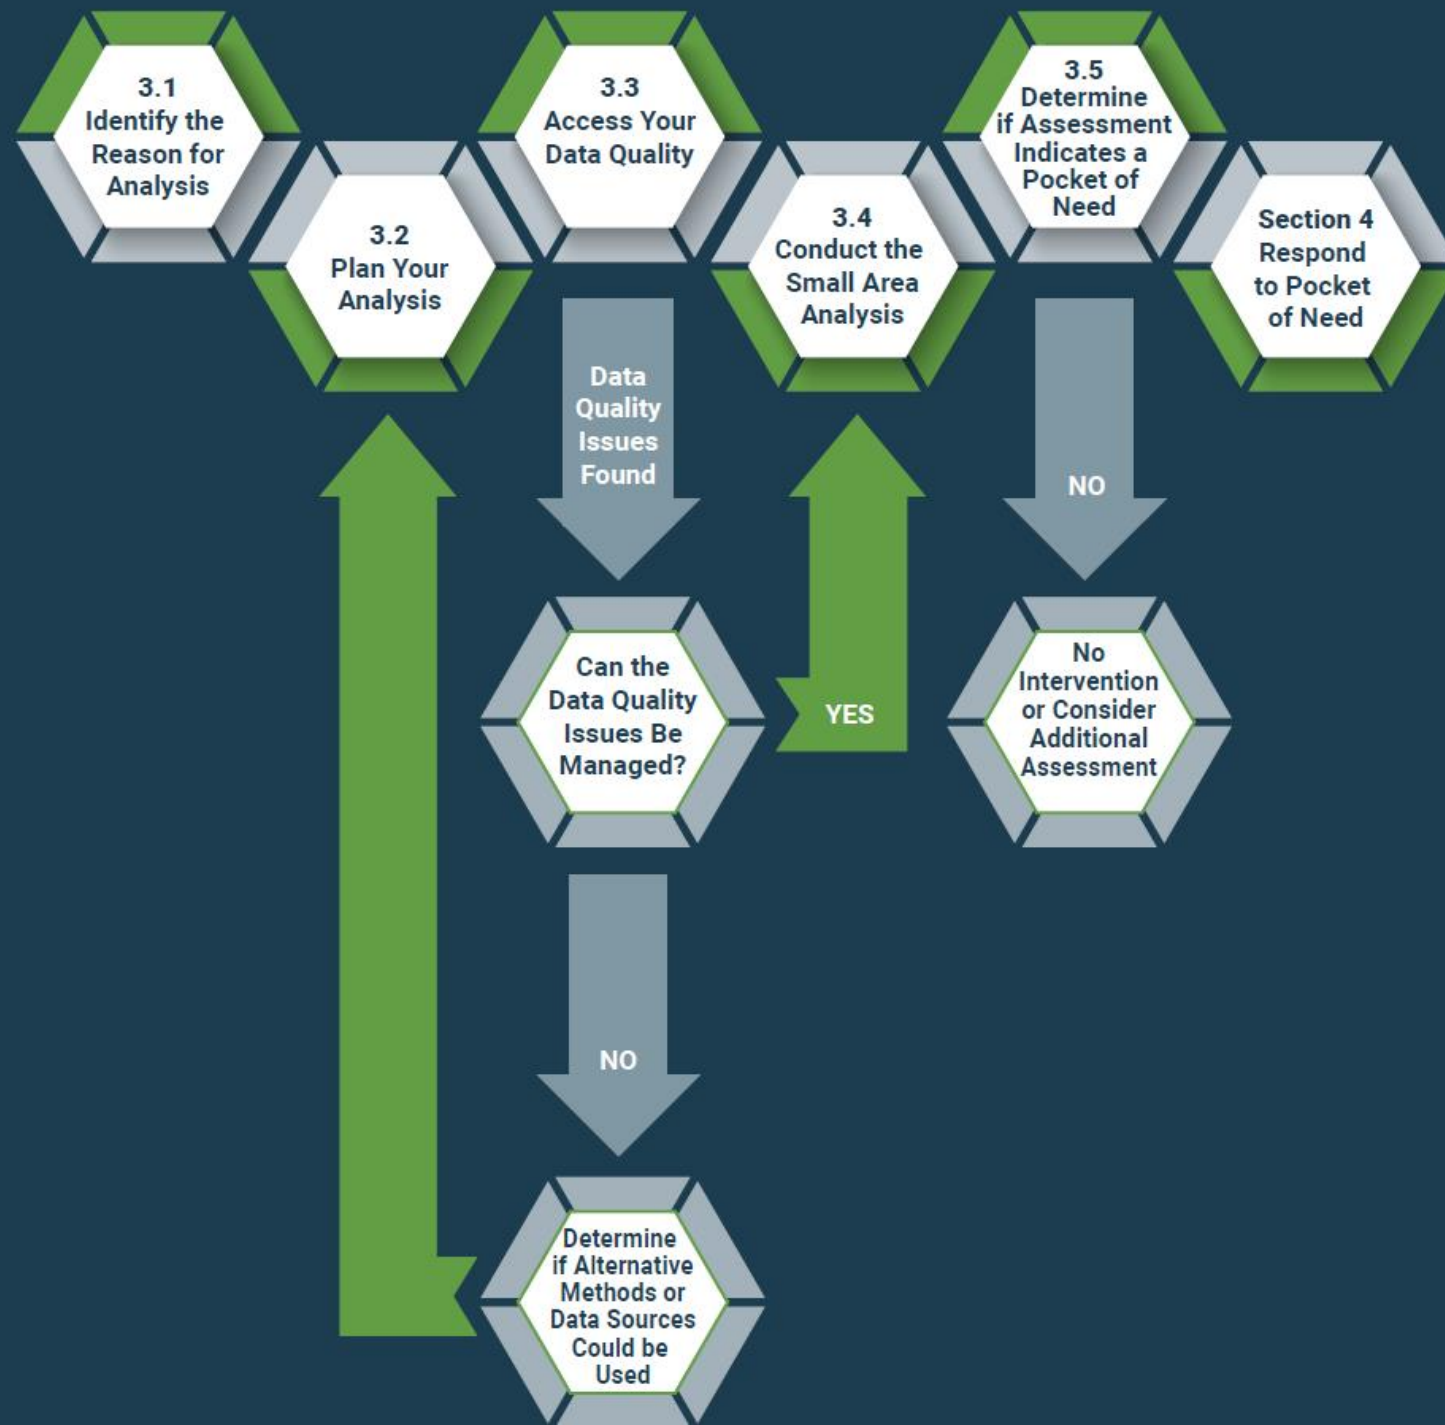 3.1
Identify the
Reason for
Analysis
3.2
Plan Your
Analysis
3.3
Access Your
Data Quality
3.4
Conduct the
Small Area
Analysis
3.5
Determine
if Assessment
Indicates a
Pocket of
Need
Section 4
Respond
to Pocket
of Need
Data
Quality
Issues
Found
NO
Can the
Data Quality
Issues Be
Managed?
YES
No
Intervention
or Consider
Additional
Assessment
NO
Determine
if Alternative
Methods or
Data Sources
Could be
Used